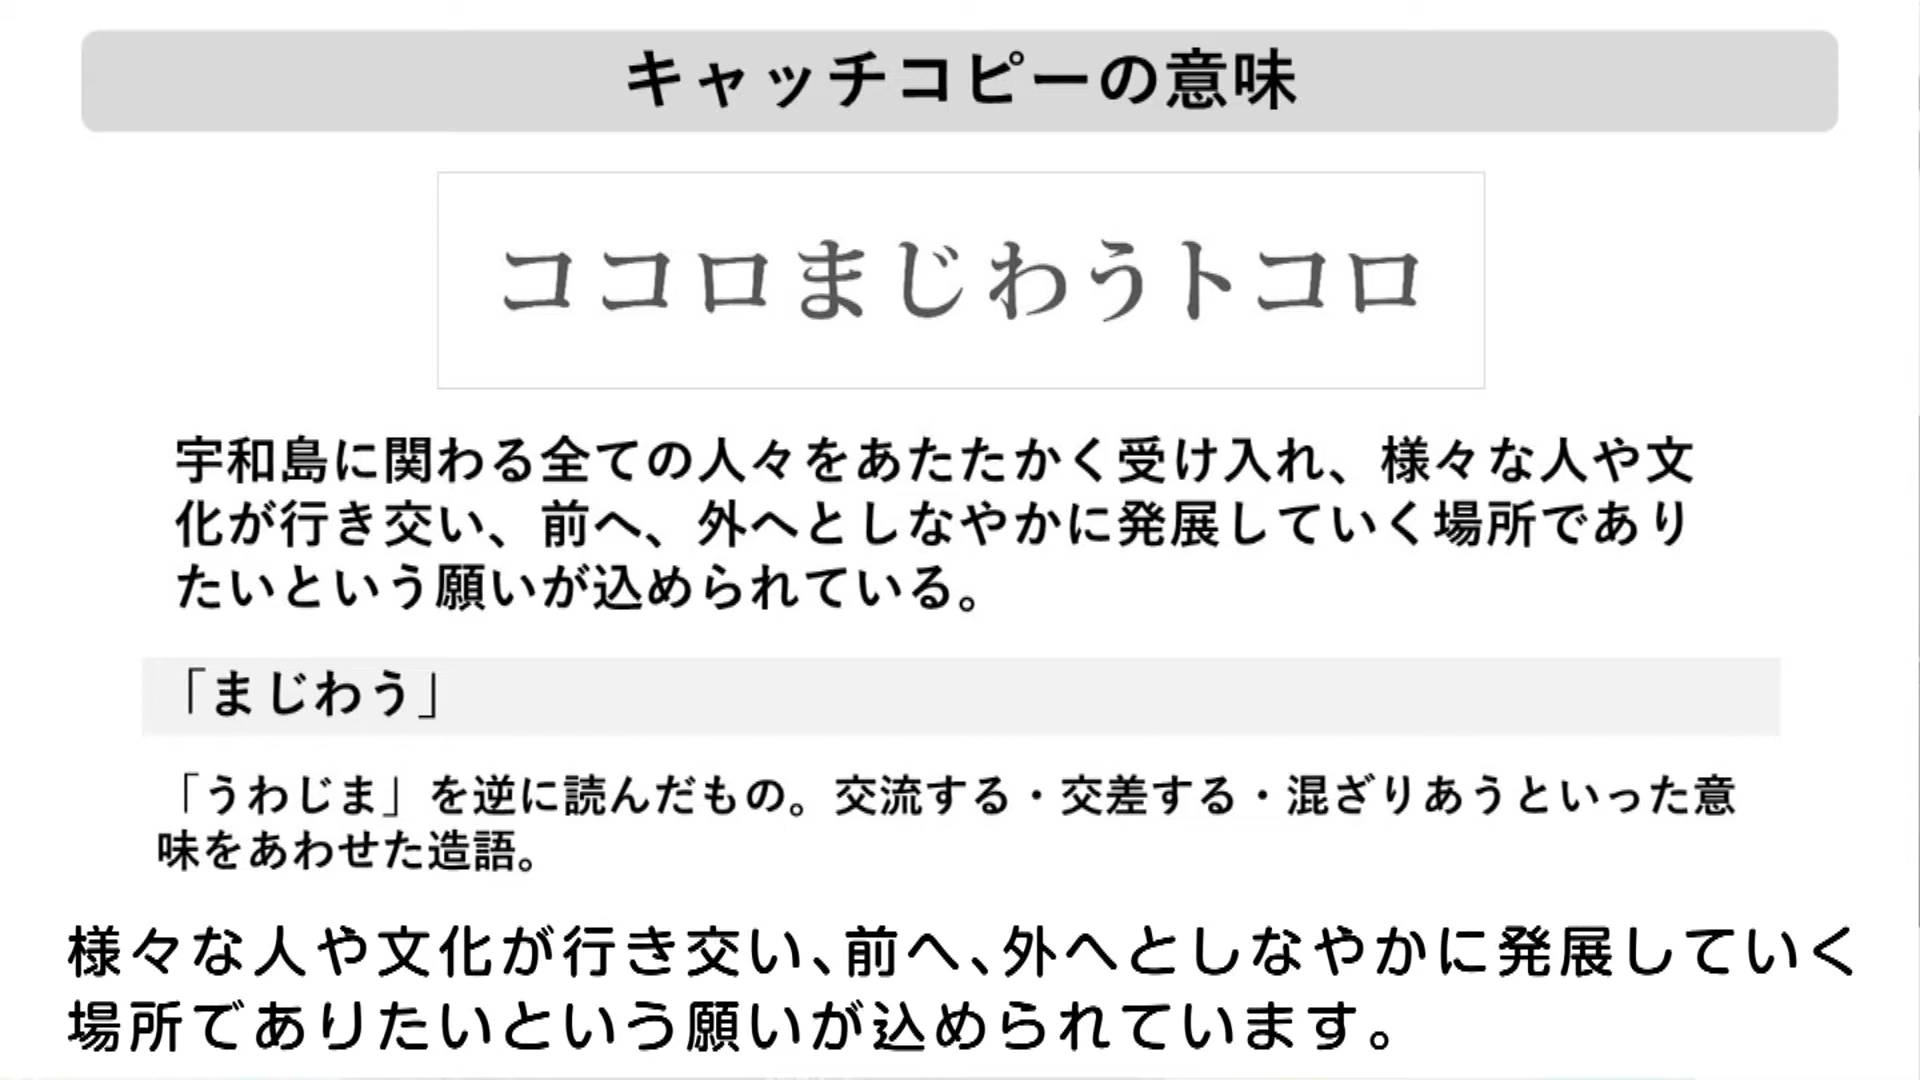 キャッチコピーの意味
ココロまじわうトコロ
宇和島に関わる全ての人々をあたたかく受け入れ、様々な人や文
化が行き交い、前へ、外へとしなやかに発展していく場所であり
たいという願いが込められている。
「まじわう」
「うわじま」を逆に読んだもの。交流する・交差する・混ざりあうといった意
味をあわせた造語。
様々な人や文化が行き交い､前へ､外へとしなやかに発展していく
場所でありたいという願いが込められています。